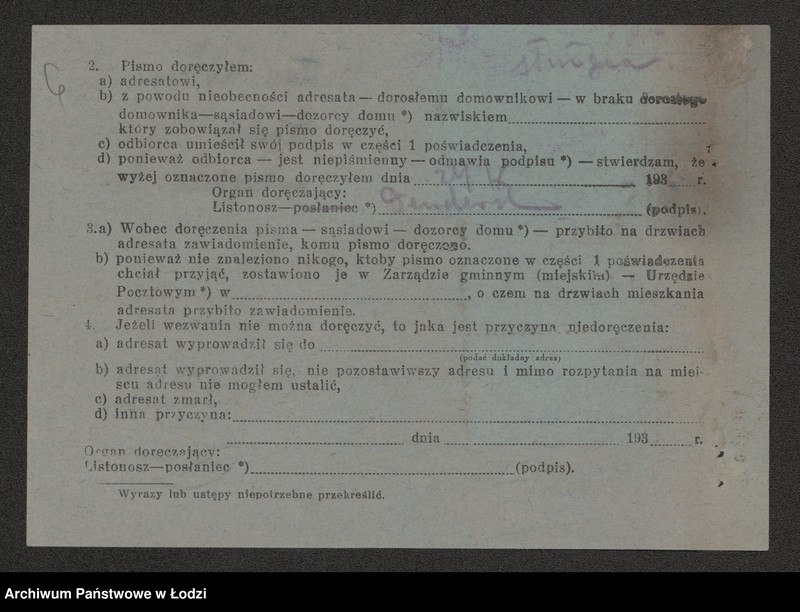 6
służąca
2. Pismo doręczyłem:
a) adresatowi,
b) z powodu nieobecności adresata — dorosłemu domownikowi — w braku dorosłego
domownika—sąsiadowi—dozorcy domu *) nazwiskiem
który zobowiązał się pismo doręczyć,
c) odbiorca umieścił swój podpis w części 1 poświadczenia,
d) ponieważ odbiorca — jest niepiśmienny — odmawia podpisu *) — stwierdzam, że
wyżej oznaczone pismo doręczyłem dnia 193 r.
Organ doręczający:
Listonosz—posłaniec *) (podpis).
3.a) Wobec doręczenia pisma — sąsiadowi — dozorcy domu *) — przybito na drzwiach
adresata zawiadomienie, komu pismo doręczono.
b) ponieważ nie znaleziono nikogo, ktoby pismo oznaczone w części 1 poświadczenia
chciał przyjąć, zostawiono je w Zarządzie gminnym (miejskim) — Urzędzie
Pocztowym *) w , o czem na drzwiach mieszkania
adresata przybito zawiadomienie.
4. Jeżeli wezwania nie można doręczyć, to jaka jest przyczyna niedoręczenia:
a) adresat wyprowadził się do
(podać dokładny adres)
b) adresat wyprowadził się, nie pozostawiwszy adresu i mimo rozpytania na miej-
scu adresu nie mogłem ustalić,
c) adresat zmarł,
d) inna przyczyna:
dnia 193 r.
Organ doręczający:
Listonosz—posłaniec *) (podpis).
Wyrazy lub ustępy niepotrzebne przekreślić.
Archiwum Państwowe w Łodzi